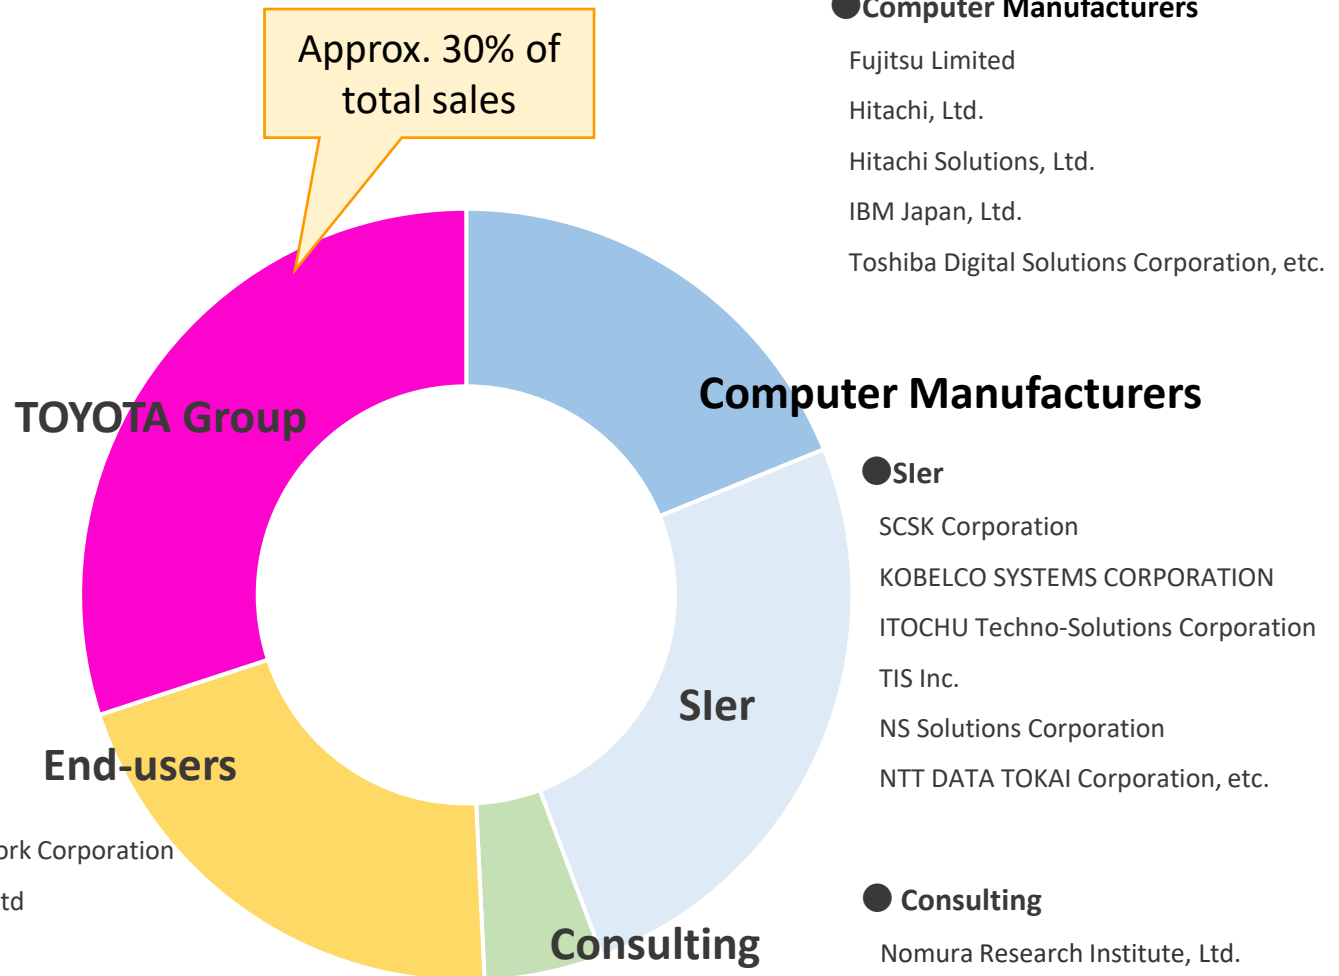 ●Computer Manufacturers
Fujitsu Limited
Hitachi, Ltd.
Hitachi Solutions, Ltd.
IBM Japan, Ltd.
Toshiba Digital Solutions Corporation, etc.
Approx. 30% of
total sales
TOYOTA Group
Computer Manufacturers
●SIer
SCSK Corporation
KOBELCO SYSTEMS CORPORATION
ITOCHU Techno-Solutions Corporation
TIS Inc.
NS Solutions Corporation
NTT DATA TOKAI Corporation, etc.
SIer
End-users
Corporation
● Consulting
Nomura Research Institute, Ltd.
Consulting